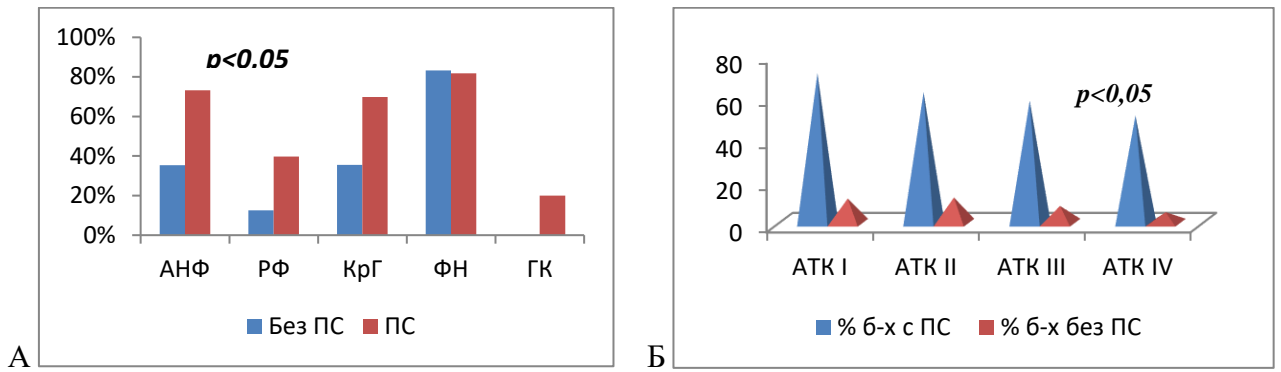 100%
80%
60%
40%
20%
0%
p<0.05
АНФ РФ КрГ ФН ГК
Без ПС ПС
А
80
60
40
20
0
p<0,05
АТК I АТК II АТК III АТК IV
% б-х с ПС % б-х без ПС
Б